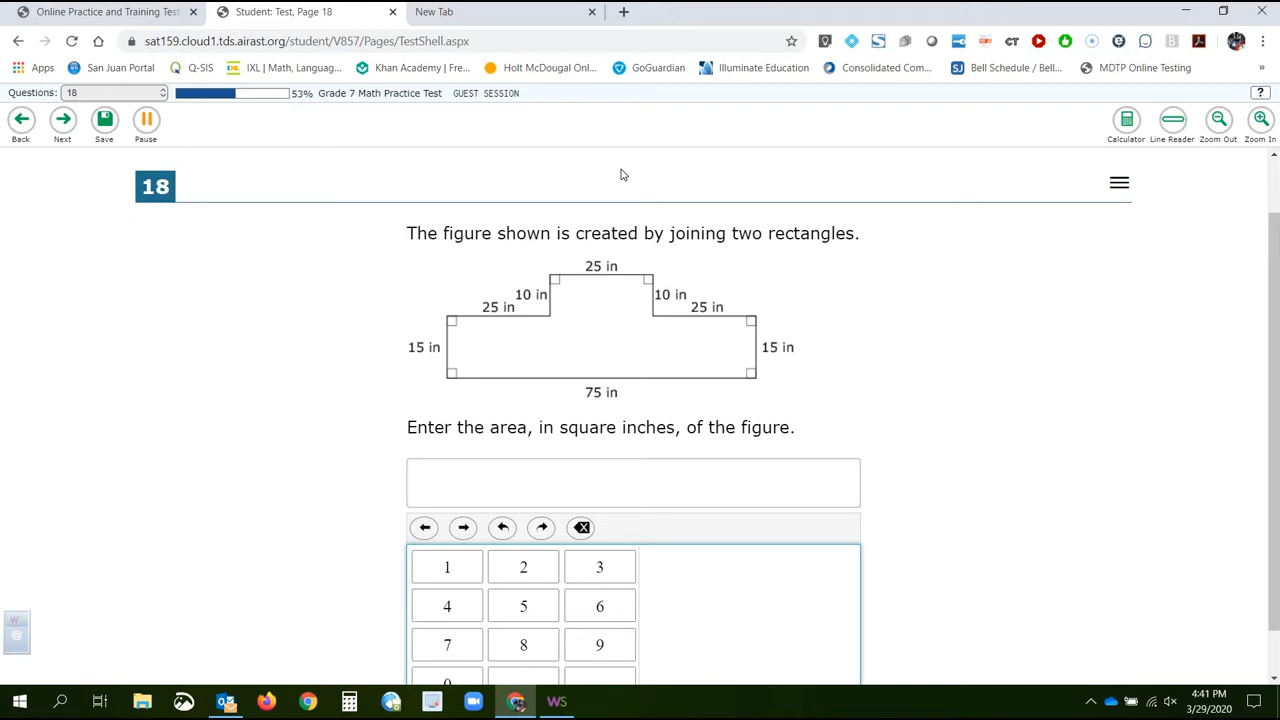 Online Practice and Training Test
Student: Test, Page 18
New Tab
sat159.cloud1.tds.airast.org/student/V857/Pages/TestShell.aspx
Apps
San Juan Portal
Q-SIS
IXL | Math, Languag...
Khan Academy | Fre...
Holt McDougal Onl...
GoGuardian
Illuminate Education
Consolidated Com...
Bell Schedule / Bell...
MDTP Online Testing
Questions: 18 53% Grade 7 Math Practice Test GUEST SESSION
?
Back Next Save Pause Calculator Line Reader Zoom Out Zoom In
18
The figure shown is created by joining two rectangles.
25 in
10 in 10 in
25 in 25 in
15 in 15 in
75 in
Enter the area, in square inches, of the figure.
1 2 3
4 5 6
7 8 9
0
WS
4:41 PM
3/29/2020